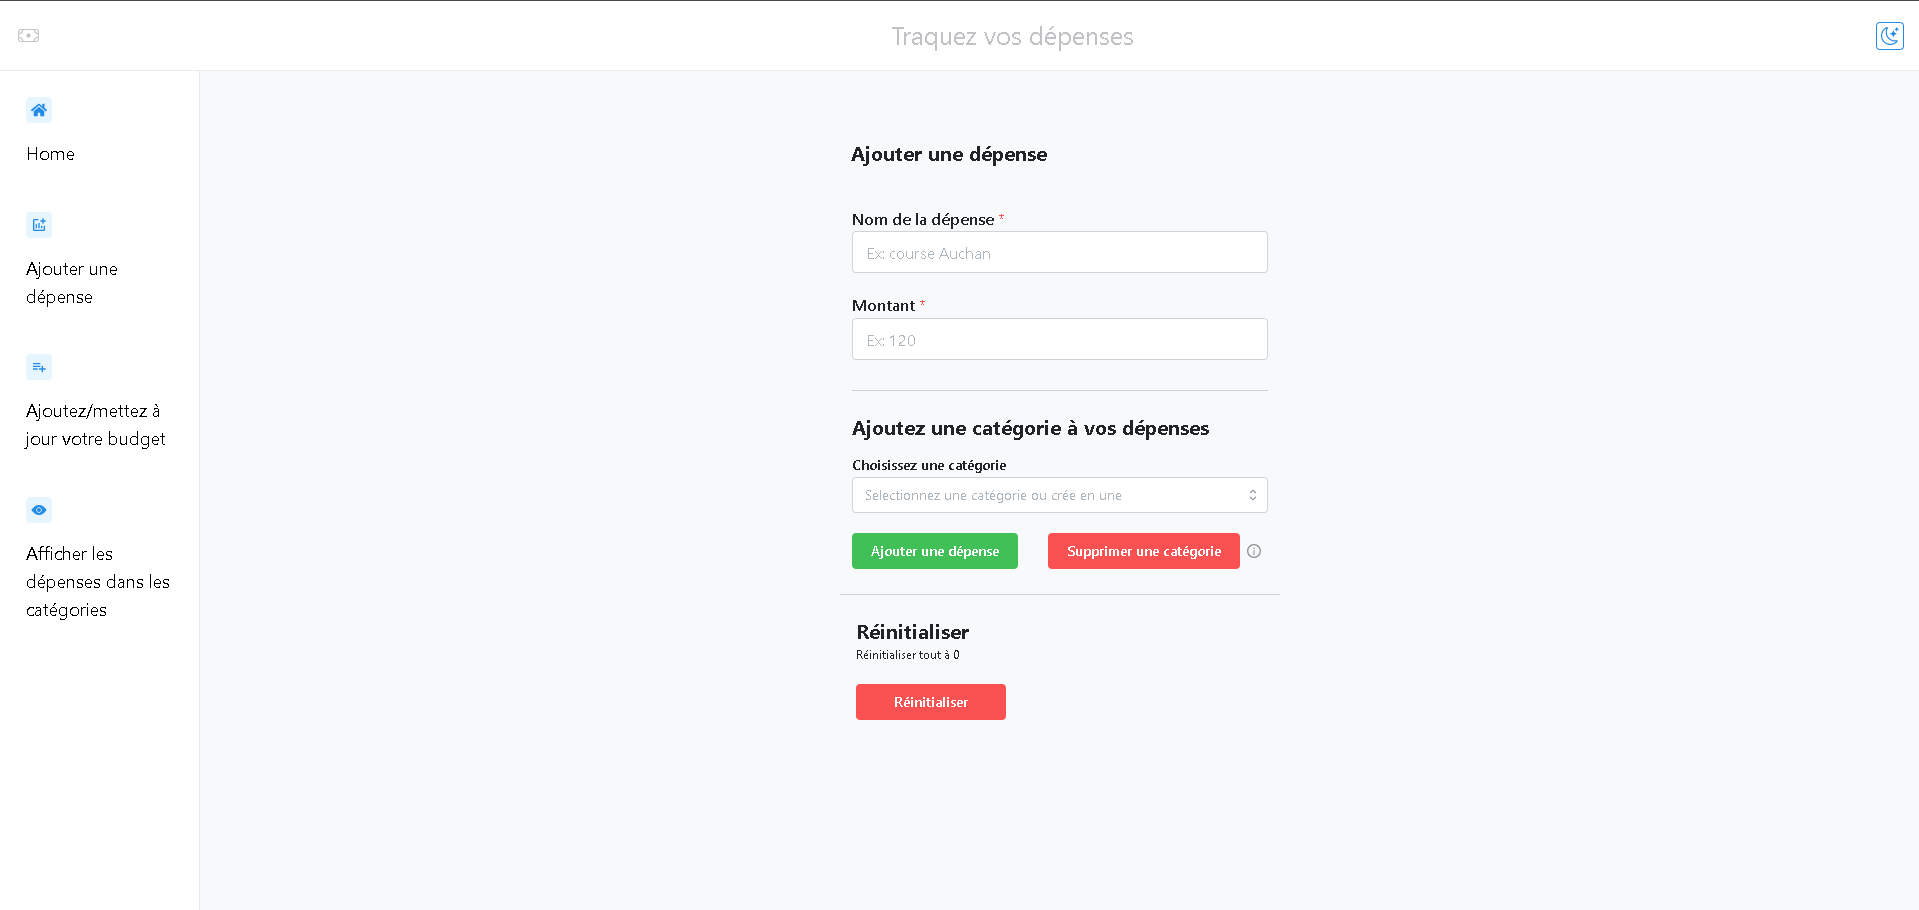 Traquez vos dépenses
Home
Ajouter une
dépense
Ajoutez/mettez à
jour votre budget
Afficher les
dépenses dans les
catégories
Ajouter une dépense
Nom de la dépense *
Ex: course Auchan
Montant *
Ex: 120
Ajoutez une catégorie à vos dépenses
Choisissez une catégorie
Selectionnez une catégorie ou crée en une
Ajouter une dépense
Supprimer une catégorie
Réinitialiser
Réinitialiser tout à 0
Réinitialiser